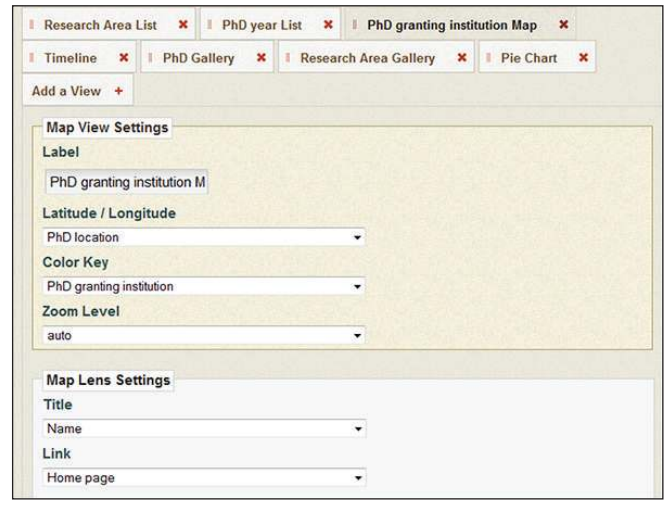 Research Area List ✖ PhD year List ✖ PhD granting institution Map ✖
Timeline ✖ PhD Gallery ✖ Research Area Gallery ✖ Pie Chart ✖
Add a View +
Map View Settings
Label
PhD granting institution M
Latitude / Longitude
PhD location
Color Key
PhD granting institution
Zoom Level
auto
Map Lens Settings
Title
Name
Link
Home page